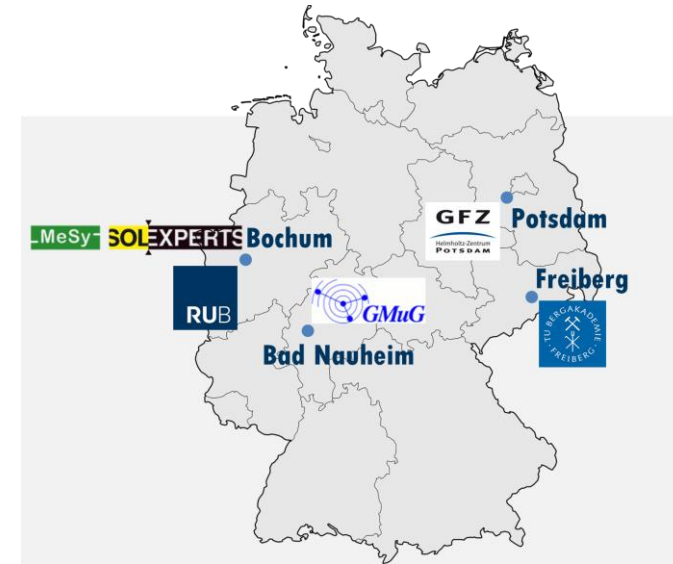 MeSy
SOLEXPERTS
Bochum
RUB
GMuG
Bad Nauheim
GFZ
Helmholtz-Zentrum
POTSDAM
Potsdam
Freiberg
TU BERGAKADEMIE
FREIBERG